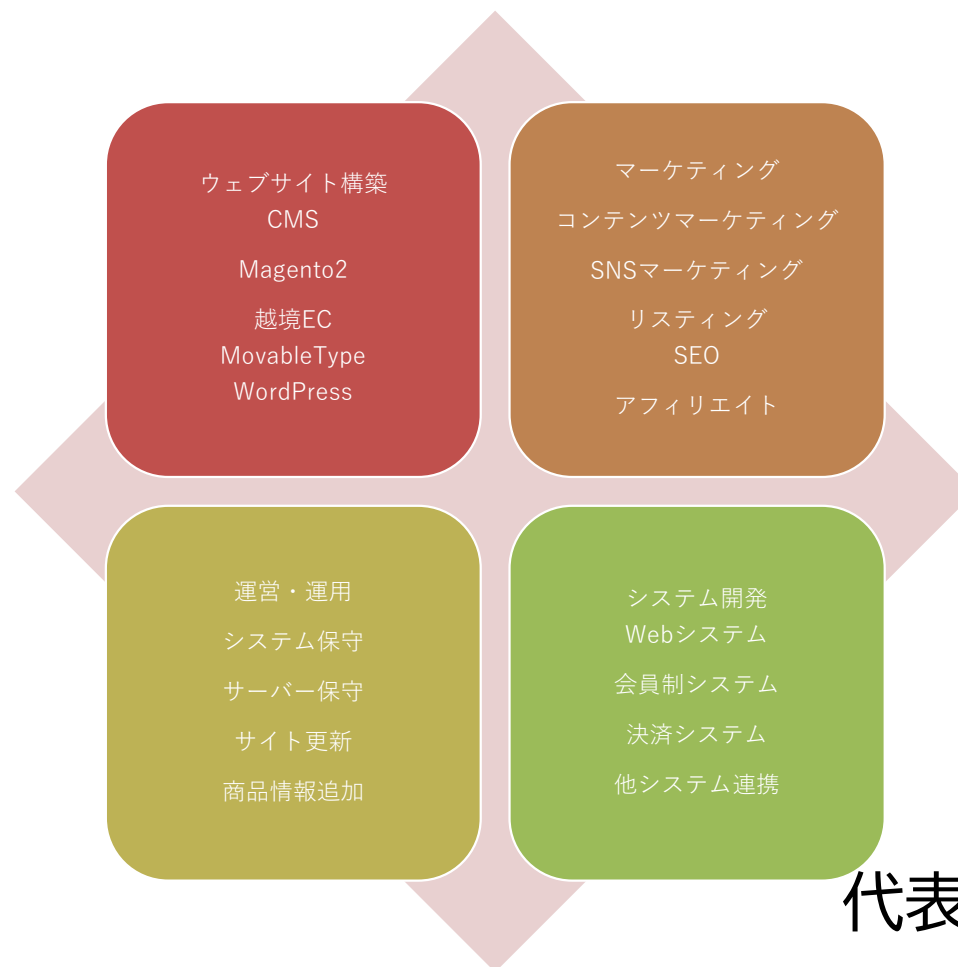 ウェブサイト構築
CMS
Magento2
越境EC
MovableType
WordPress
マーケティング
コンテンツマーケティング
SNSマーケティング
リスティング
SEO
アフィリエイト
運営・運用
システム保守
サーバー保守
サイト更新
商品情報追加
システム開発
Webシステム
会員制システム
決済システム
他システム連携
代表